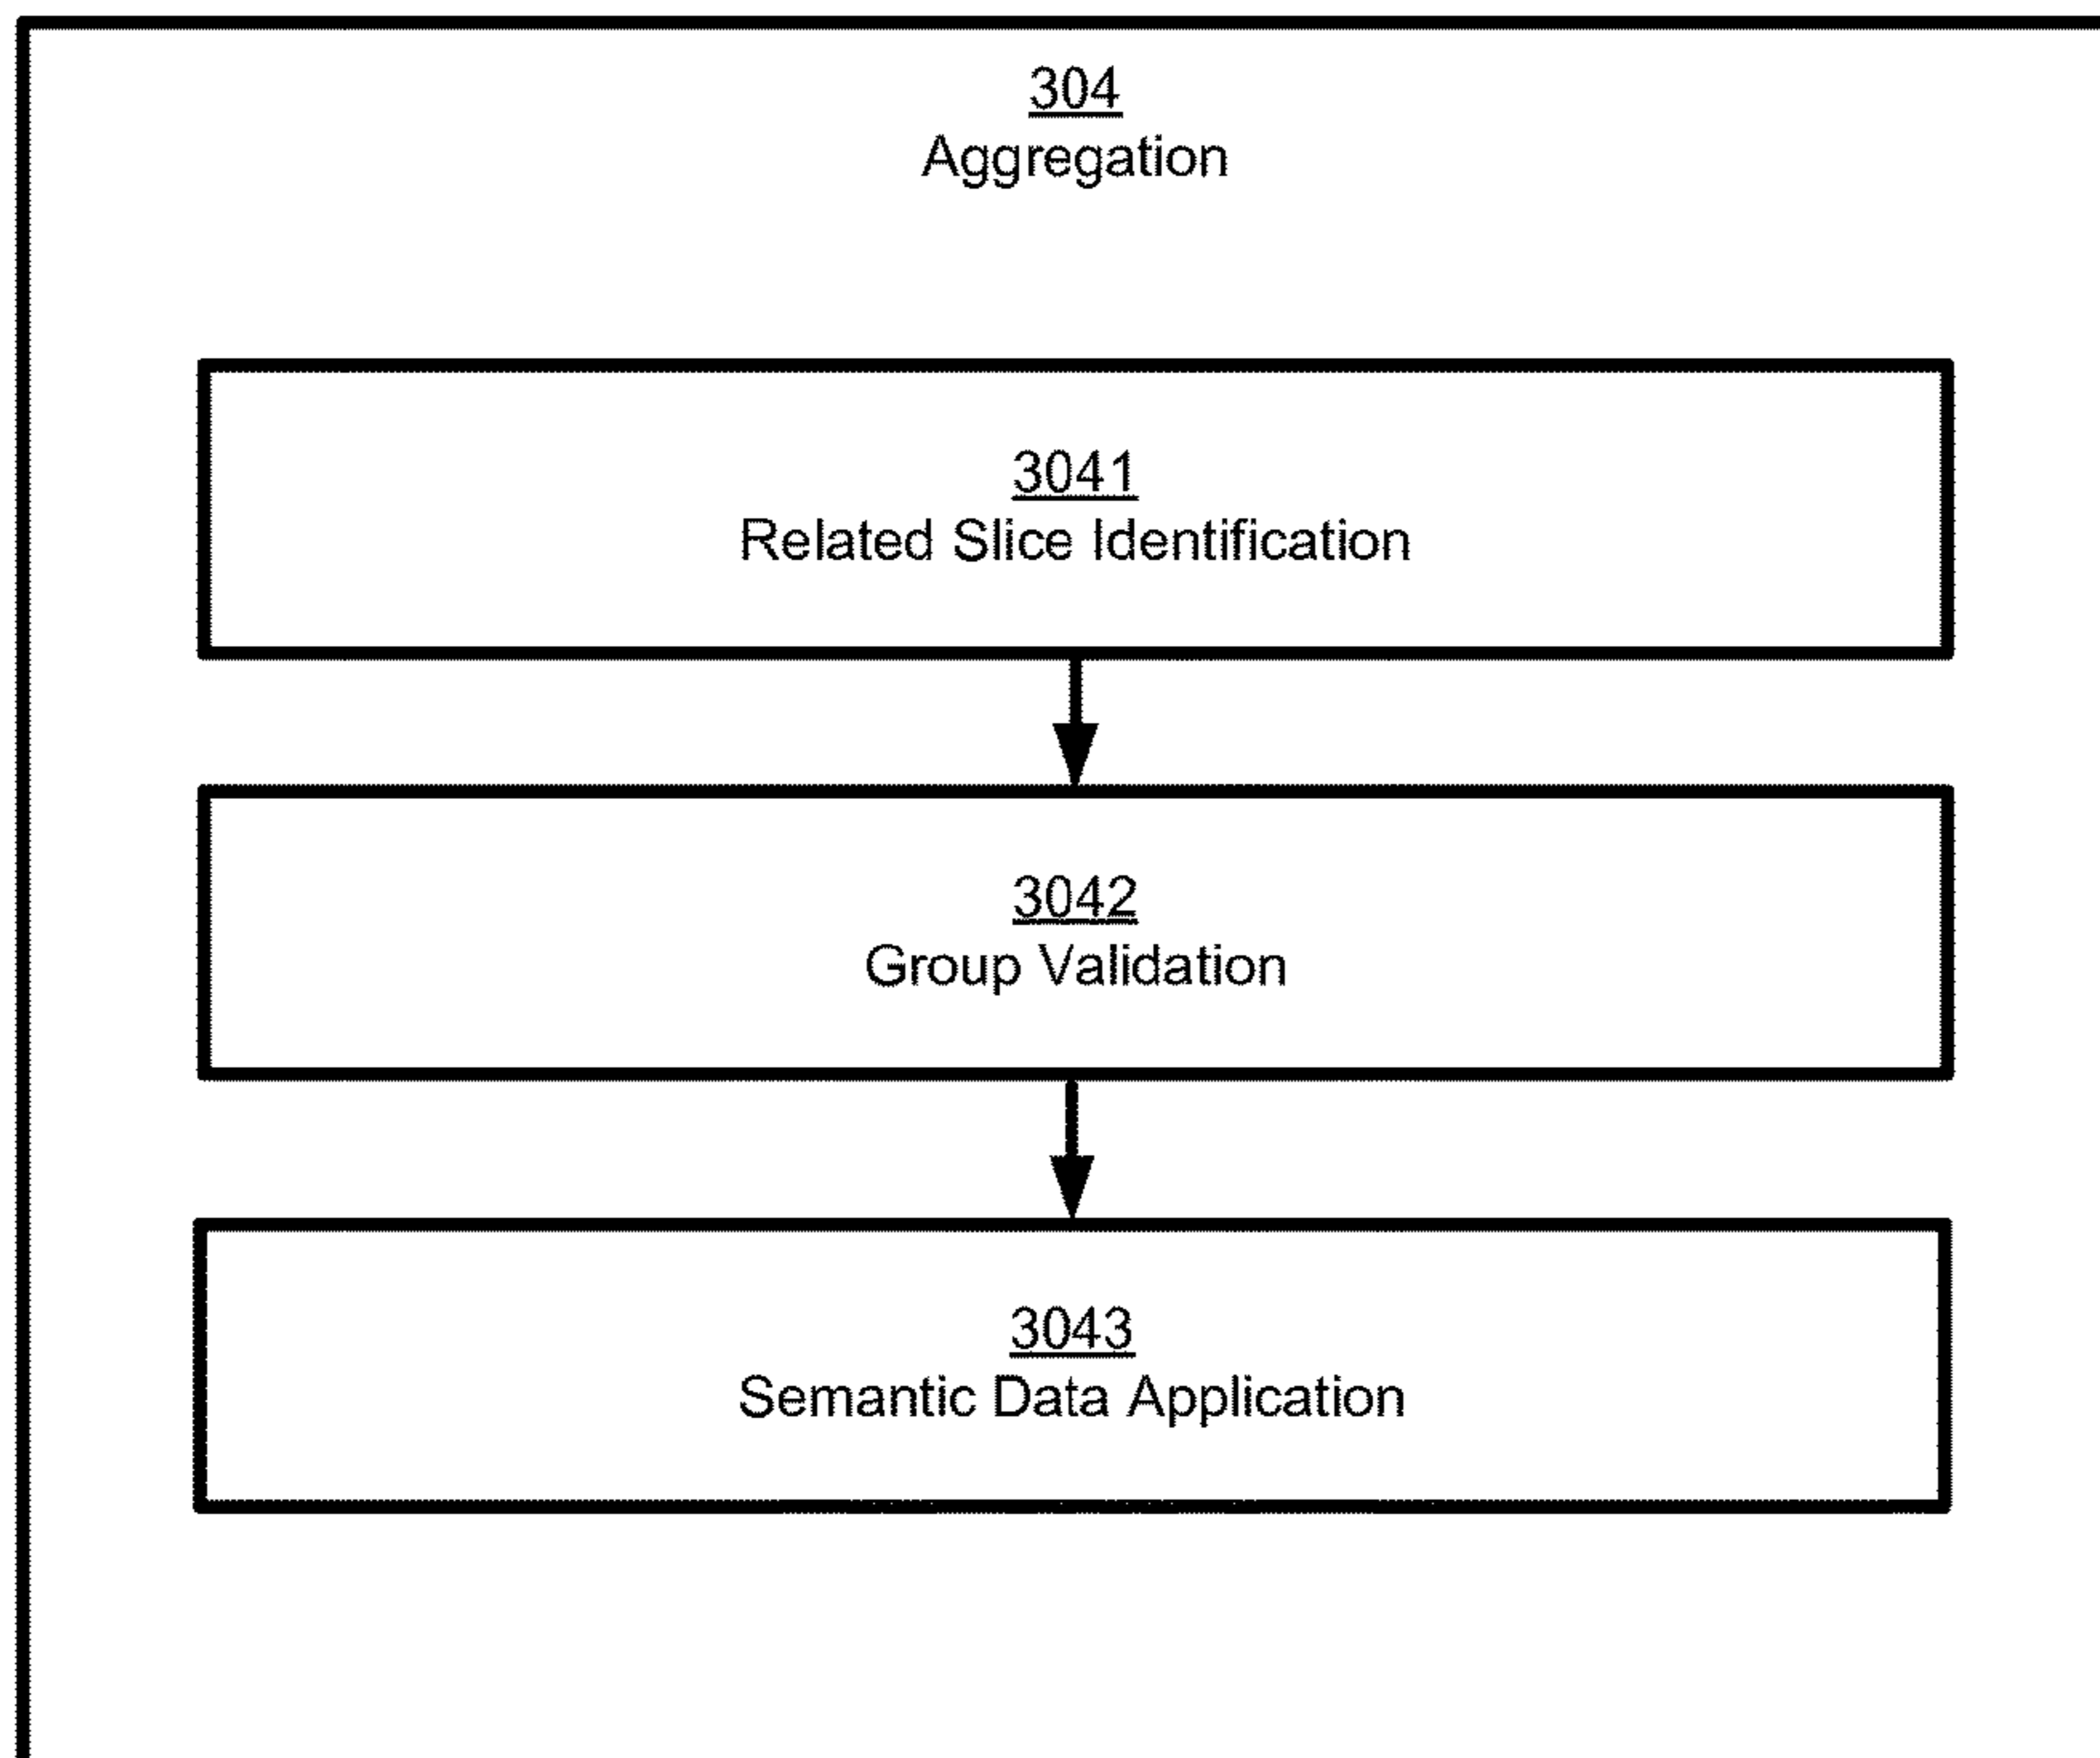 304
Aggregation
3041
Related Slice Identification
3042
Group Validation
3043
Semantic Data Application